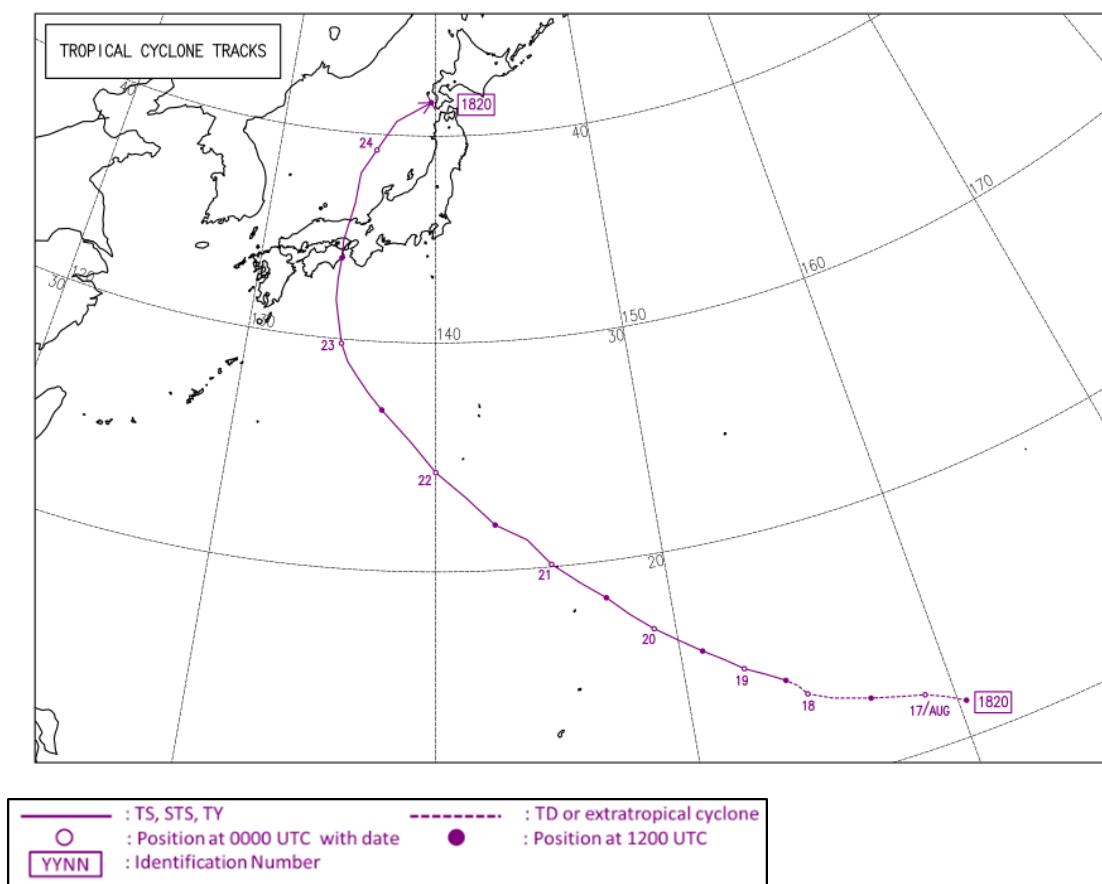 TROPICAL CYCLONE TRACKS
40
1820
24
40
170
160
120
30
130
140
150
30
23
22
21
20
20
19
18
17/AUG
1820
: TS, STS, TY
: TD or extratropical cyclone
: Position at 0000 UTC with date
: Position at 1200 UTC
YYNN
: Identification Number